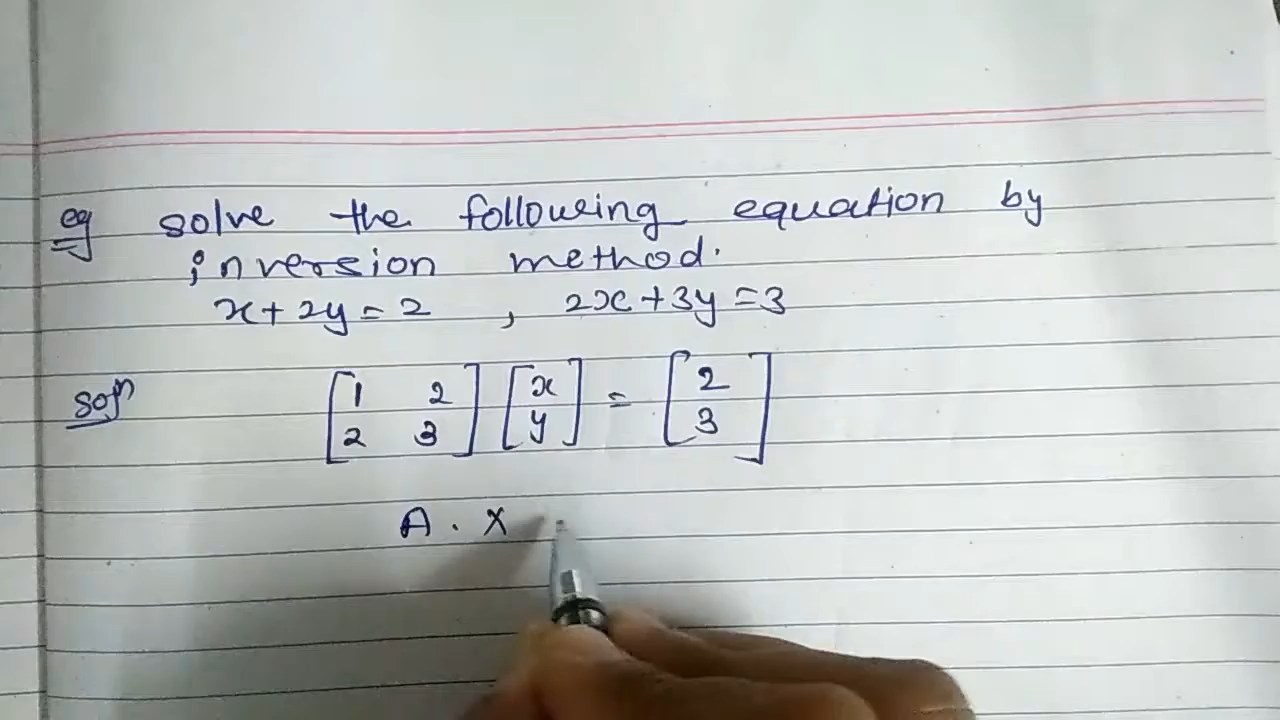 eg solve the following equation by
inversion method.
x + 2y = 2 , 2x + 3y = 3
Soln [1 2 [x = [2
2 3] y] 3]
A . X